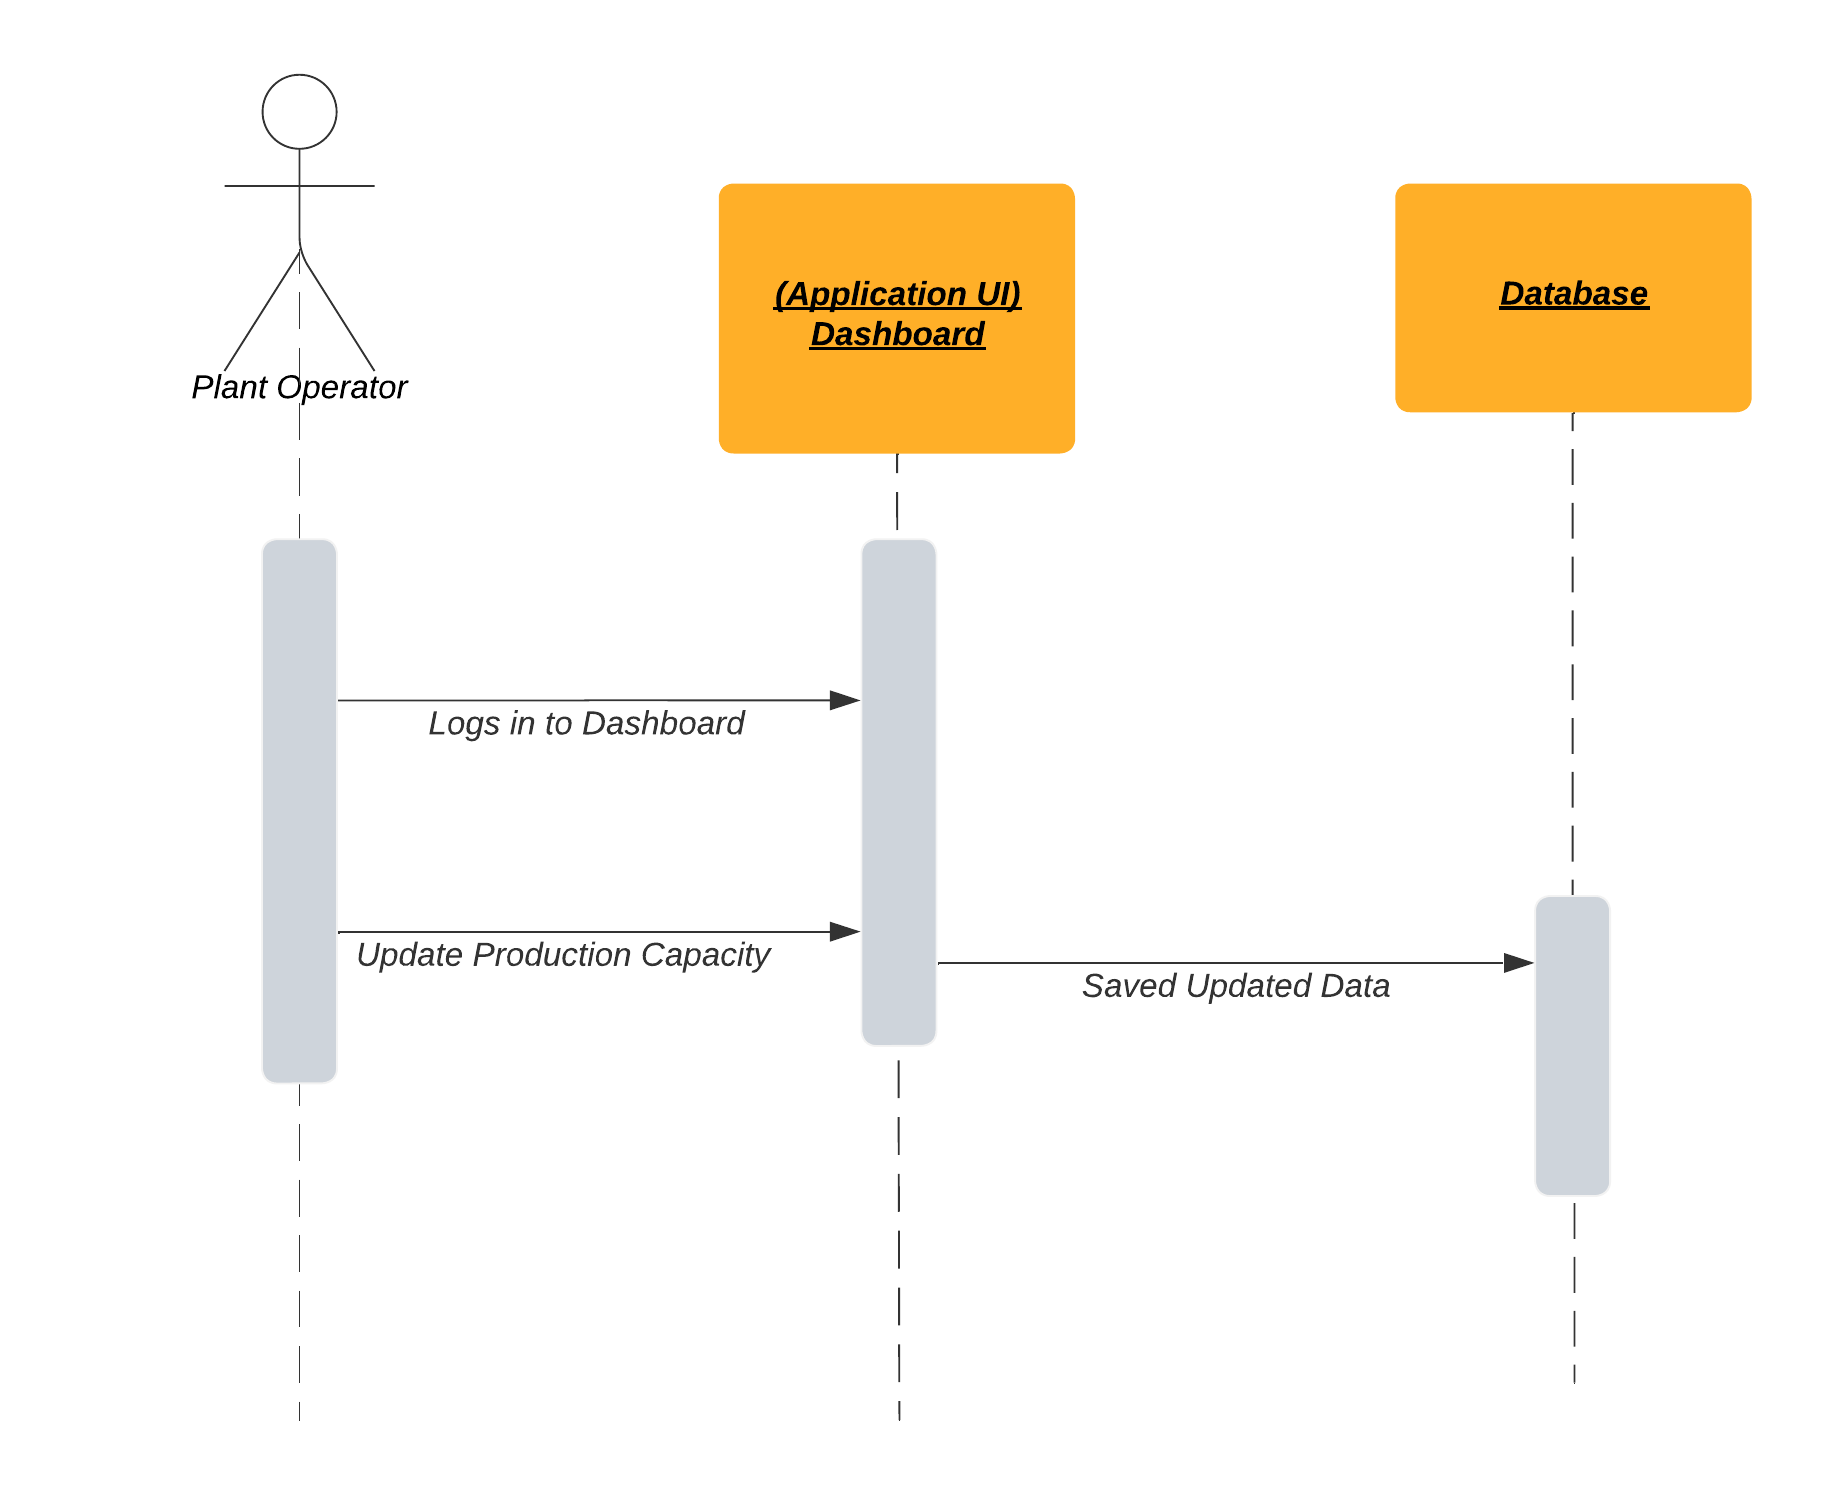 Plant Operator
(Application UI)
Dashboard
Database
Logs in to Dashboard
Update Production Capacity
Saved Updated Data